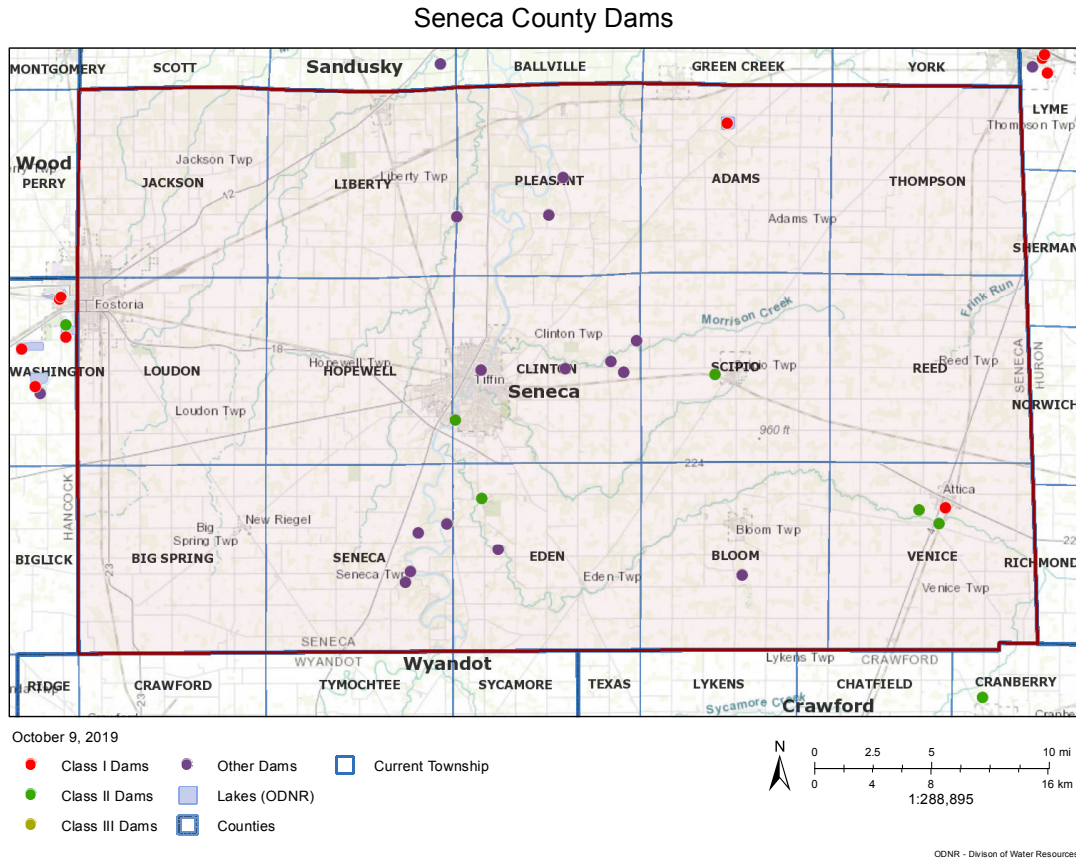 Seneca County Dams
MONTGOMERY
SCOTT
Sandusky
BALLVILLE
GREEN CREEK
YORK
LYME
Thompson Twp
Wood
PERRY
Jackson Twp
JACKSON
12
LIBERTY
Liberty Twp
PLEASANT
ADAMS
THOMPSON
Adams Twp
SHERMAN
Fostoria
Clinton Twp
Morrison Creek
Frink Run
18
Hopewell Twp
WASHINGTON
LOUDON
HOPEWELL
CLINTON
Tiffin
Seneca
SCIPIO
REED
Reed Twp
SENECA
HURON
Loudon Twp
NORWICH
960 ft
224
HANCOCK
Attica
New Riegel
Big
Spring Twp
Bloom Twp
BIGLICK
BIG SPRING
SENECA
EDEN
BLOOM
VENICE
RICHMOND
23
Seneca Twp
Eden Twp
Venice Twp
SENECA
WYANDOT
Wyandot
Lykens Twp
CRAWFORD
RIDGE
CRAWFORD
TYMOCHTEE
SYCAMORE
TEXAS
LYKENS
CHATFIELD
CRANBERRY
23
Sycamore Creek
Crawford
October 9, 2019
Class I Dams
Other Dams
Current Township
Class II Dams
Lakes (ODNR)
Class III Dams
Counties
N
0 2.5 5 10 mi
0 4 8 16 km
1:288,895
ODNR - Divison of Water Resources